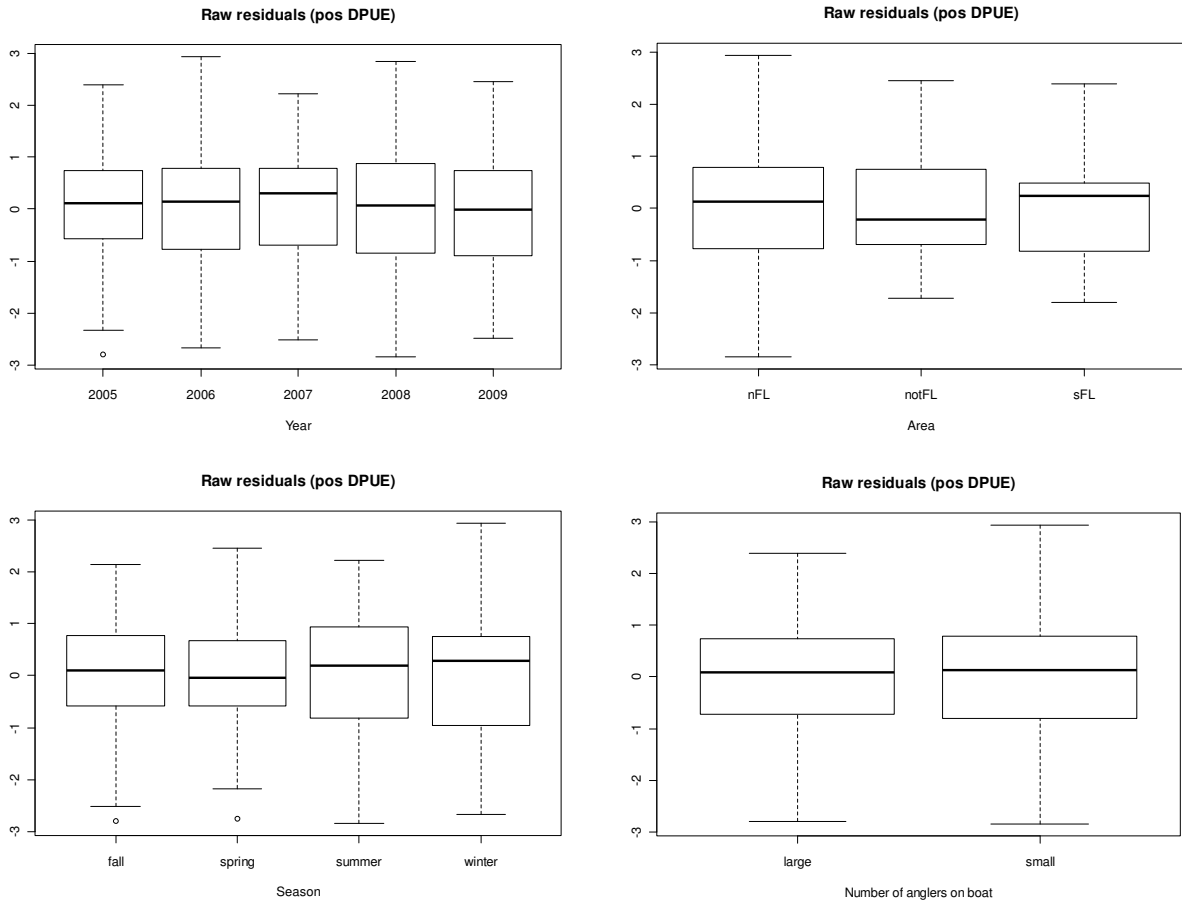 Raw residuals (pos DPUE)
3
2
1
0
-1
-2
-3
2005 2006 2007 2008 2009
Year
Raw residuals (pos DPUE)
3
2
1
0
-1
-2
-3
nFL notFL sFL
Area
Raw residuals (pos DPUE)
3
2
1
0
-1
-2
-3
fall spring summer winter
Season
Raw residuals (pos DPUE)
3
2
1
0
-1
-2
-3
large small
Number of anglers on boat